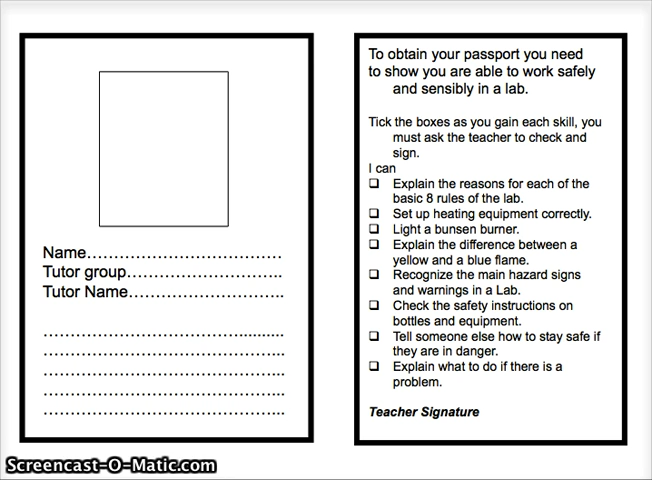 Name………………………………
Tutor group………………………..
Tutor Name………………………..
………………………………..........
……………………………………...
……………………………………...
……………………………………...
……………………………………...
To obtain your passport you need
to show you are able to work safely
and sensibly in a lab.
Tick the boxes as you gain each skill, you
must ask the teacher to check and
sign.
I can
❑ Explain the reasons for each of the
basic 8 rules of the lab.
❑ Set up heating equipment correctly.
❑ Light a bunsen burner.
❑ Explain the difference between a
yellow and a blue flame.
❑ Recognize the main hazard signs
and warnings in a Lab.
❑ Check the safety instructions on
bottles and equipment.
❑ Tell someone else how to stay safe if
they are in danger.
❑ Explain what to do if there is a
problem.
Teacher Signature
Screencast-O-Matic.com